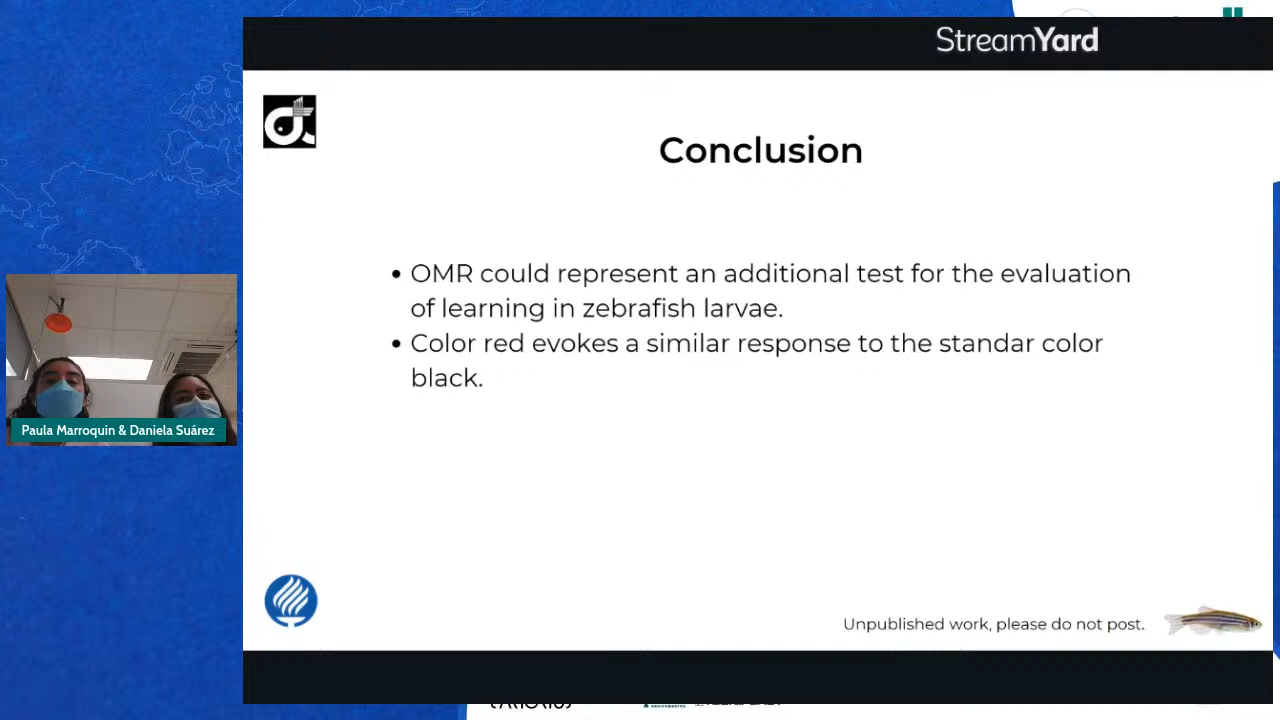 StreamYard
Conclusion
• OMR could represent an additional test for the evaluation
of learning in zebrafish larvae.
• Color red evokes a similar response to the standar color
black.
Paula Marroquin & Daniela Suárez
Unpublished work, please do not post.